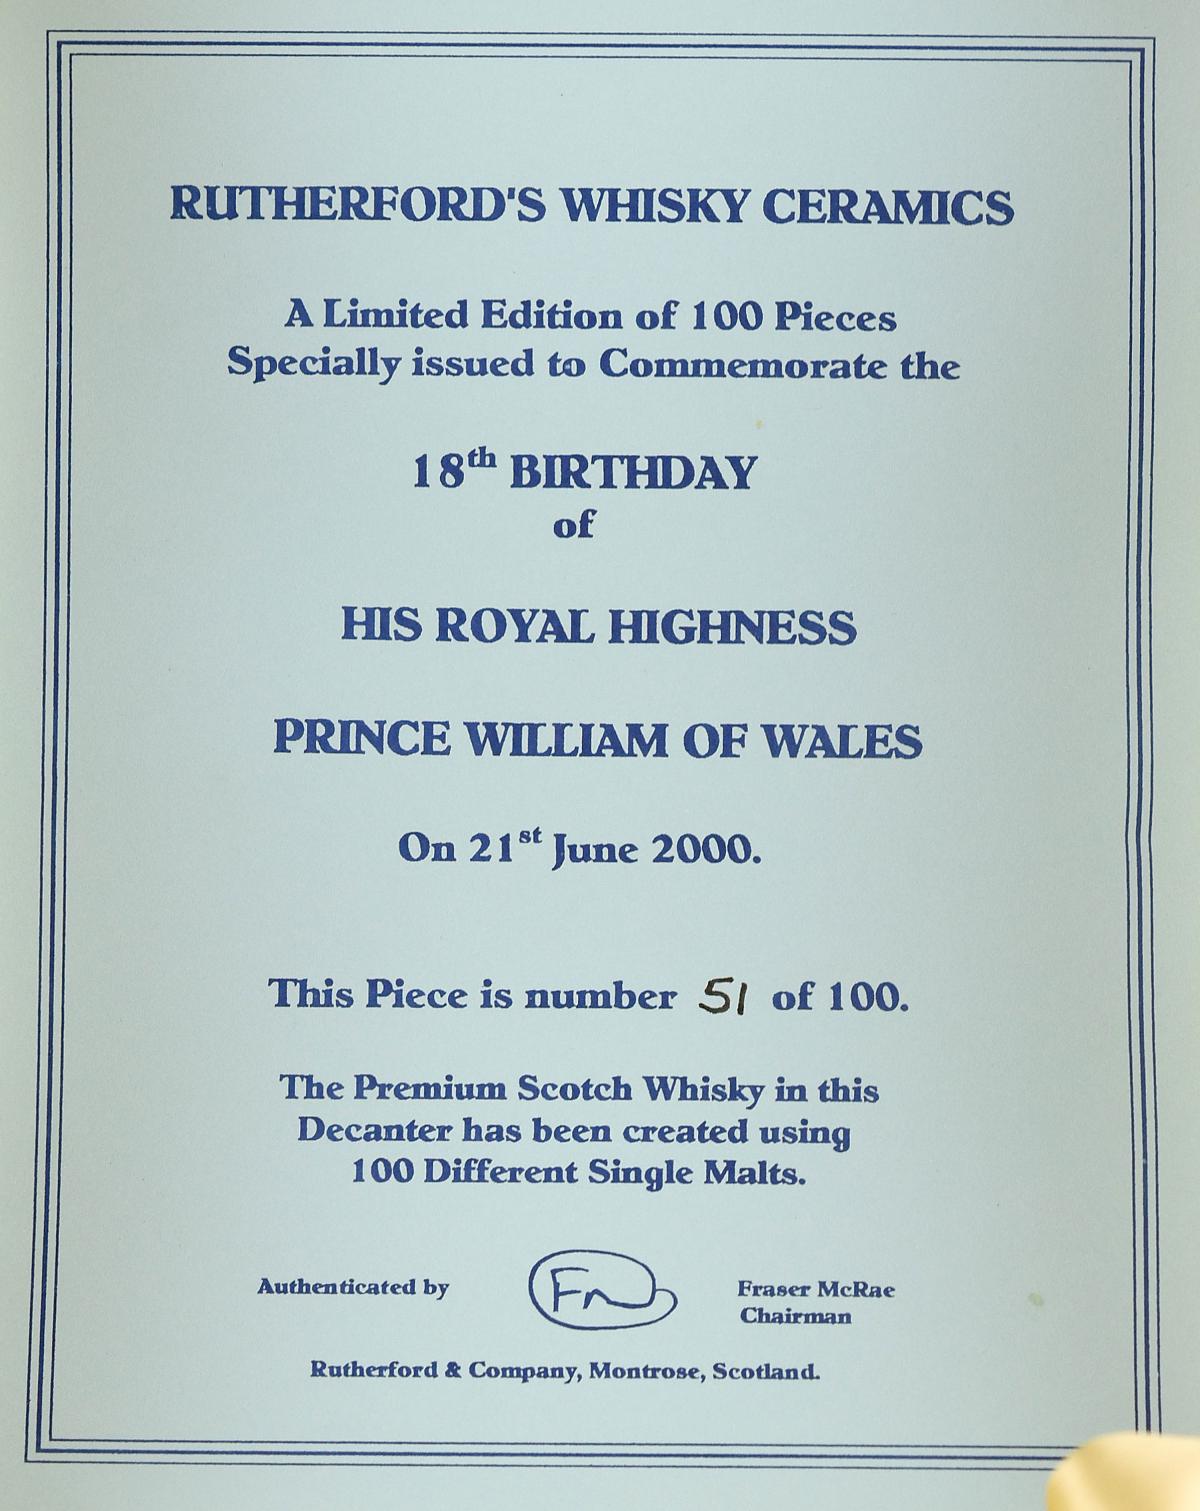 RUTHERFORD'S WHISKY CERAMICS
A Limited Edition of 100 Pieces
Specially issued to Commemorate the
18th BIRTHDAY
of
HIS ROYAL HIGHNESS
PRINCE WILLIAM OF WALES
On 21st June 2000.
This Piece is number 51 of 100.
The Premium Scotch Whisky in this
Decanter has been created using
100 Different Single Malts.
Authenticated by Fraser McRae
Chairman
Rutherford & Company, Montrose, Scotland.